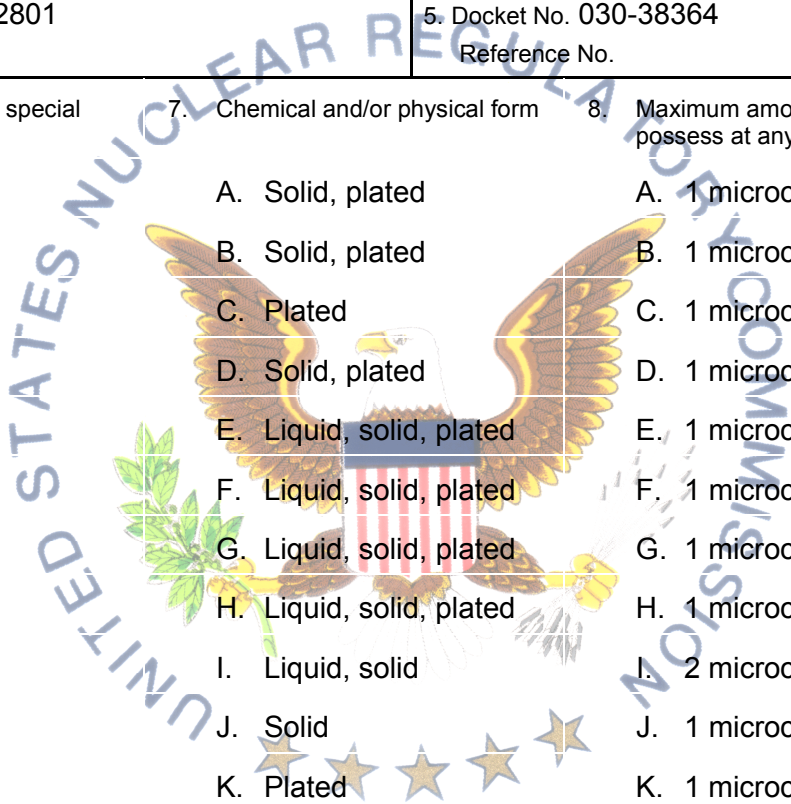 2801
5. Docket No. 030-38364
Reference No.
special
7. Chemical and/or physical form
8. Maximum amo
possess at any
A. Solid, plated
A. 1 microc
B. Solid, plated
B. 1 microc
C. Plated
C. 1 microc
D. Solid, plated
D. 1 microc
E. Liquid, solid, plated
E. 1 microc
F. Liquid, solid, plated
F. 1 microc
G. Liquid, solid, plated
G. 1 microc
H. Liquid, solid, plated
H. 1 microc
I. Liquid, solid
I. 2 microc
J. Solid
J. 1 microc
K. Plated
K. 1 microc
UNITED STATES NUCLEAR REGULATORY COMMISSION